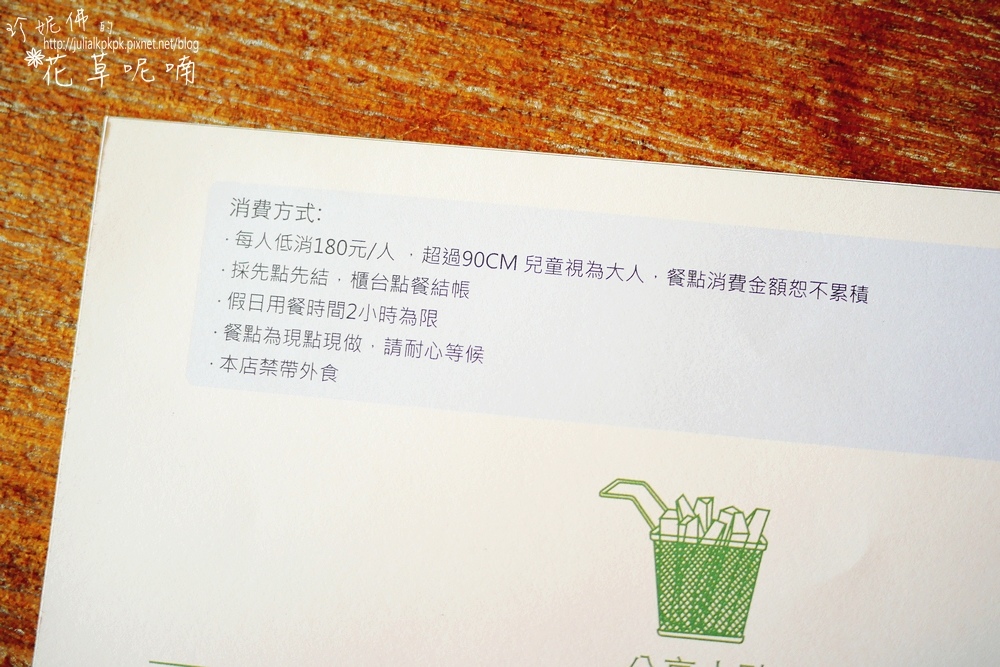 珍妮佛的
http://julialkpkpk.pixnet.net/blog
花草呢喃
消費方式:
·每人低消180元/人 ，超過90CM 兒童視為大人，餐點消費金額恕不累積
·採先點先結，櫃台點餐結帳
·假日用餐時間2小時為限
·餐點為現點現做，請耐心等候
·本店禁帶外食